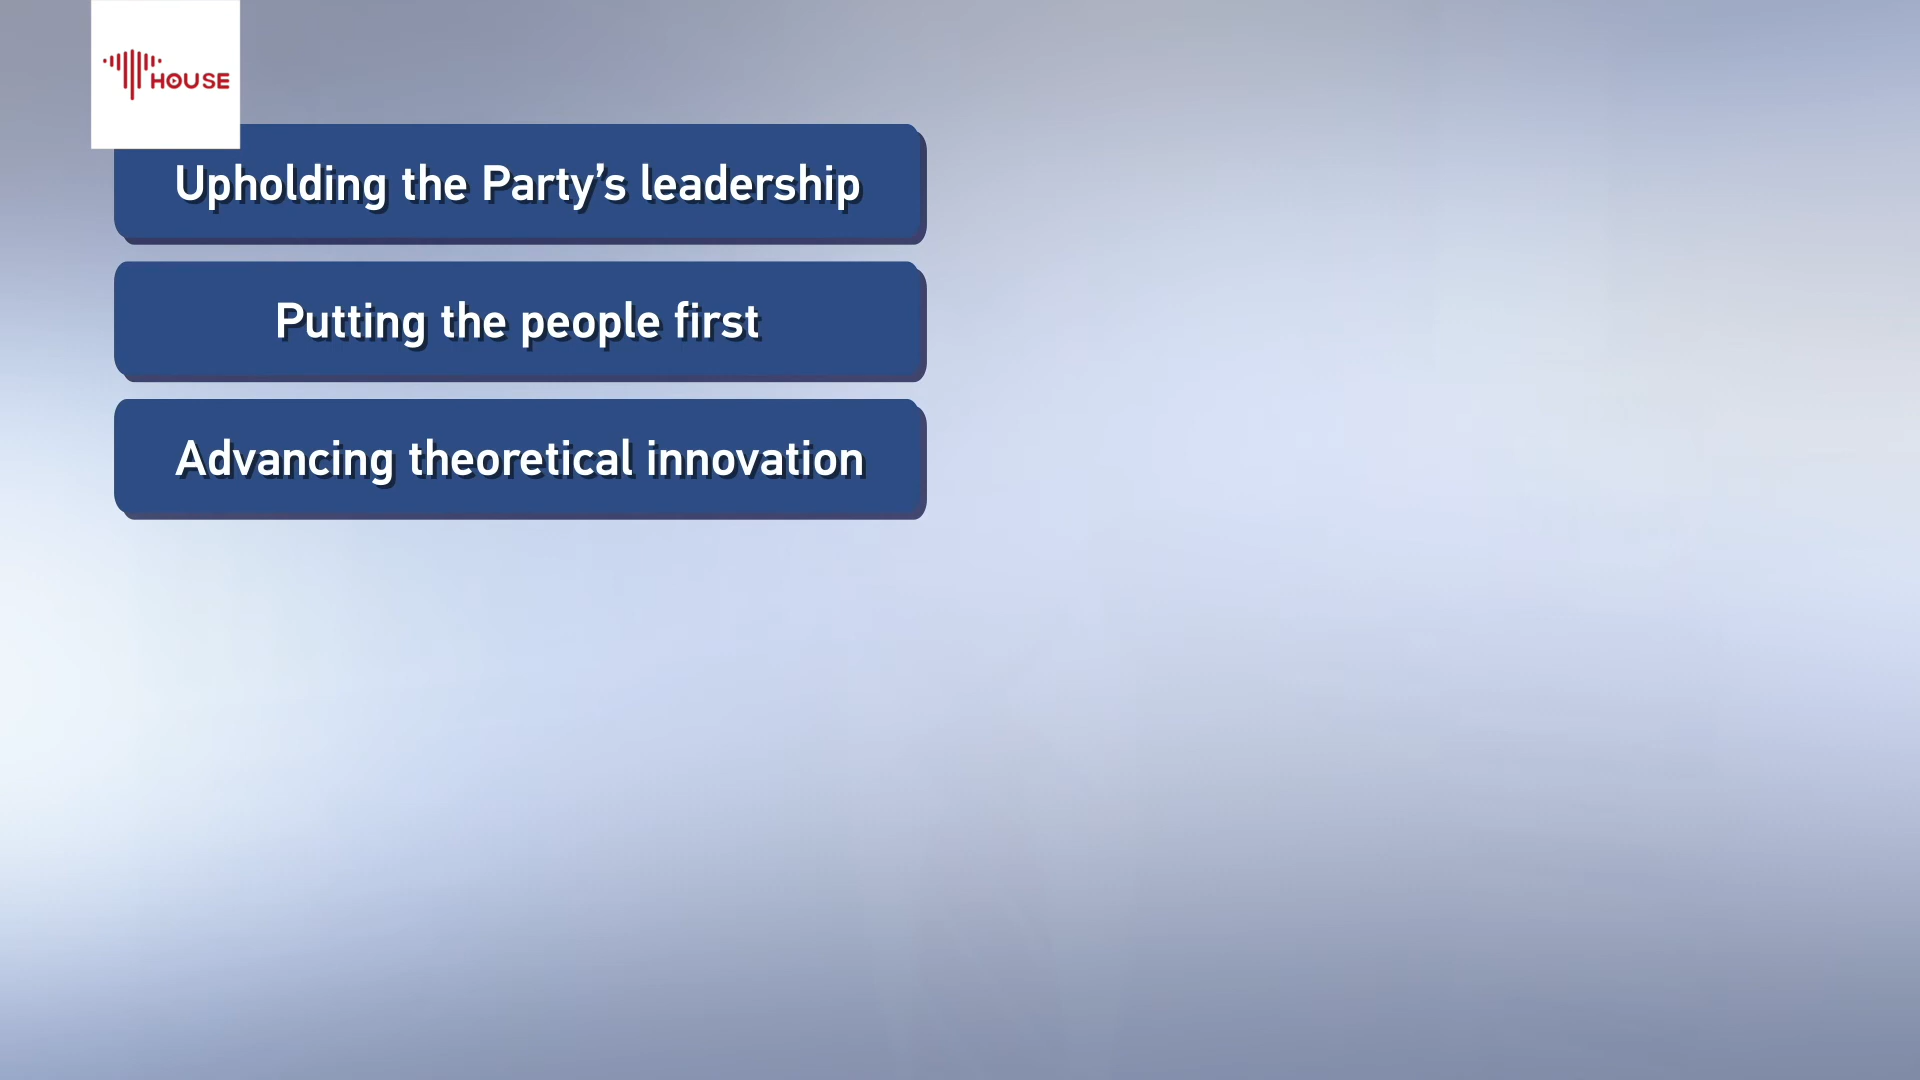 HOUSE
Upholding the Party’s leadership
Putting the people first
Advancing theoretical innovation